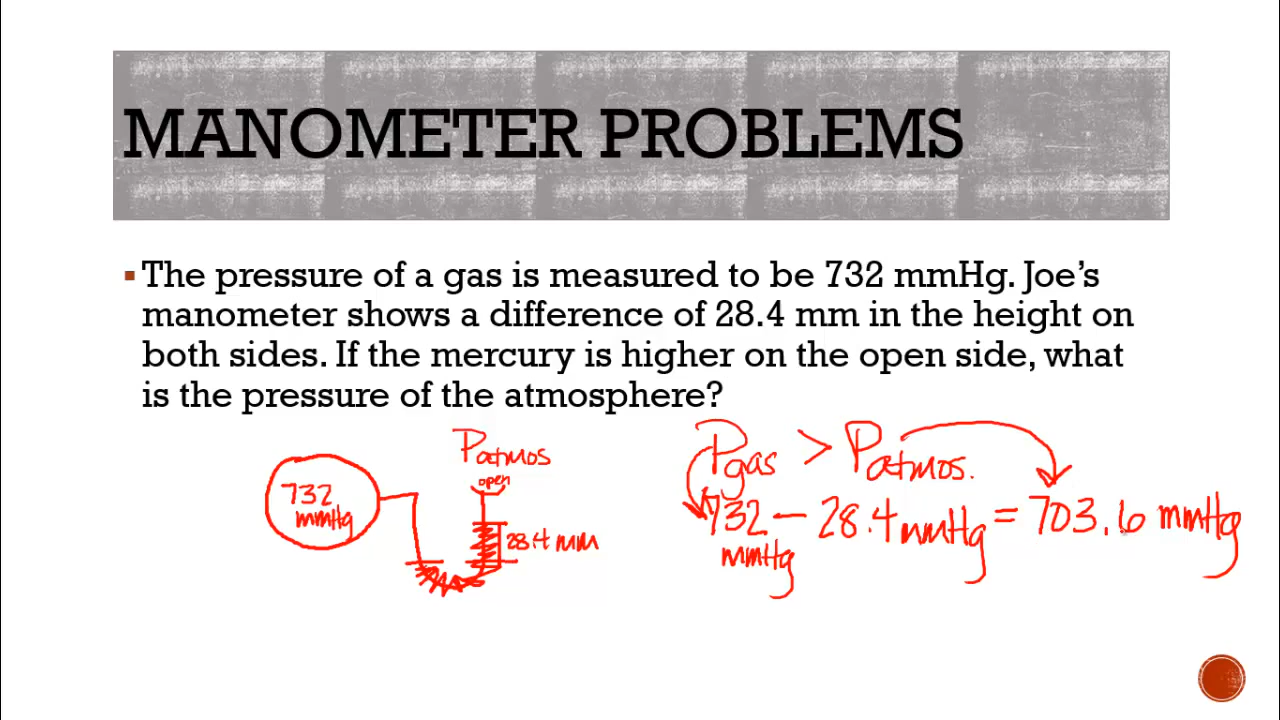 MANOMETER PROBLEMS
▪ The pressure of a gas is measured to be 732 mmHg. Joe's
manometer shows a difference of 28.4 mm in the height on
both sides. If the mercury is higher on the open side, what
is the pressure of the atmosphere?
Patmos
open
732
mmHg
28.4 mm
Pgas > Patmos.
732 – 28.4 mmHg = 703.6 mmHg
mmHg